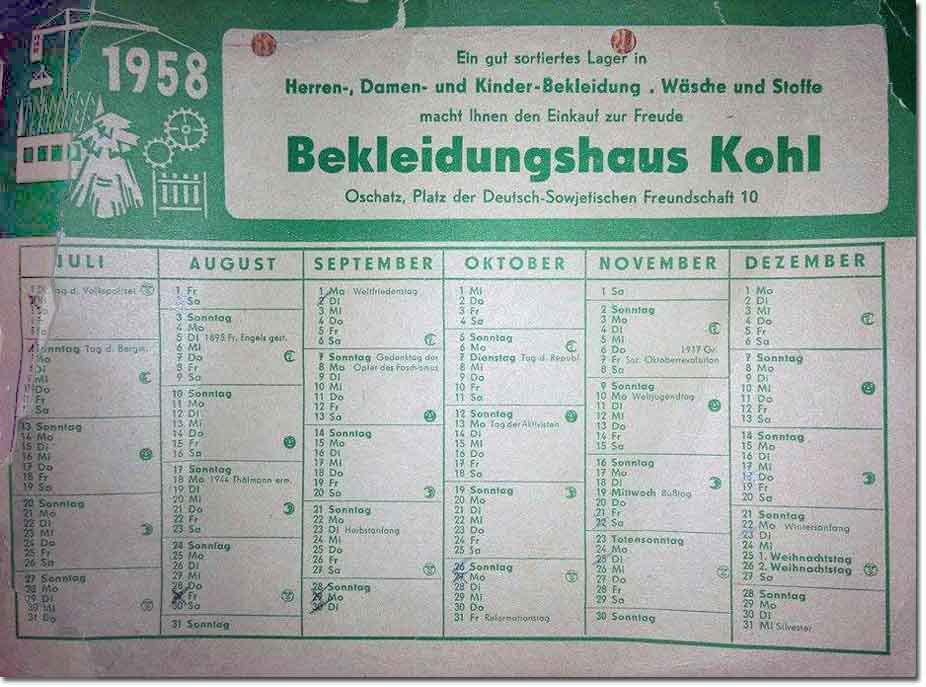 1958
Ein gut sortiertes Lager in
Herren-, Damen- und Kinder-Bekleidung . Wäsche und Stoffe
macht Ihnen den Einkauf zur Freude
Bekleidungshaus Kohl
Oschatz, Platz der Deutsch-Sowjetischen Freundschaft 10
JULI
Tag d. Volkspolizei
Sonntag Tag d. Bergm.
Mo
Di
Mi
Do
Fr
Sa
13 Sonntag
14 Mo
15 Di
16 Mi
17 Do
18 Fr
19 Sa
20 Sonntag
21 Mo
22 Di
23 Mi
24 Do
25 Fr
26 Sa
27 Sonntag
28 Mo
29 Di
30 Mi
31 Do
AUGUST
1 Fr
2 Sa
3 Sonntag
4 Mo
5 Di 1895 Fr. Engels gest.
6 Mi
7 Do
8 Fr
9 Sa
10 Sonntag
11 Mo
12 Di
13 Mi
14 Do
15 Fr
16 Sa
17 Sonntag
18 Mo 1944 Thälmann erm.
19 Di
20 Mi
21 Do
22 Fr
23 Sa
24 Sonntag
25 Mo
26 Di
27 Mi
28 Do
29 Fr
30 Sa
31 Sonntag
SEPTEMBER
1 Mo Weltfriedenstag
2 Di
3 Mi
4 Do
5 Fr
6 Sa
7 Sonntag Gedenktag der
8 Mo Opfer des Faschismus
9 Di
10 Mi
11 Do
12 Fr
13 Sa
14 Sonntag
15 Mo
16 Di
17 Mi
18 Do
19 Fr
20 Sa
21 Sonntag
22 Mo
23 Di Herbstanfang
24 Mi
25 Do
26 Fr
27 Sa
28 Sonntag
29 Mo
30 Di
OKTOBER
1 Mi
2 Do
3 Fr
4 Sa
5 Sonntag
6 Mo
7 Dienstag Tag d. Republ.
8 Mi
9 Do
10 Fr
11 Sa
12 Sonntag
13 Mo Tag der Aktivisten
14 Di
15 Mi
16 Do
17 Fr
18 Sa
19 Sonntag
20 Mo
21 Di
22 Mi
23 Do
24 Fr
25 Sa
26 Sonntag
27 Mo
28 Di
29 Mi
30 Do
31 Fr Reformationstag
NOVEMBER
1 Sa
2 Sonntag
3 Mo
4 Di
5 Mi
6 Do 1917 Gr.
7 Fr Soz. Oktoberrevolution
8 Sa
9 Sonntag
10 Mo Weltjugendtag
11 Di
12 Mi
13 Do
14 Fr
15 Sa
16 Sonntag
17 Mo
18 Di
19 Mittwoch Bußtag
20 Do
21 Fr
22 Sa
23 Totensonntag
24 Mo
25 Di
26 Mi
27 Do
28 Fr
29 Sa
30 Sonntag
DEZEMBER
1 Mo
2 Di
3 Mi
4 Do
5 Fr
6 Sa
7 Sonntag
8 Mo
9 Di
10 Mi
11 Do
12 Fr
13 Sa
14 Sonntag
15 Mo
16 Di
17 Mi
18 Do
19 Fr
20 Sa
21 Sonntag
22 Mo Wintersanfang
23 Di
24 Mi
25 1. Weihnachtstag
26 2. Weihnachtstag
27 Sa
28 Sonntag
29 Mo
30 Di
31 Mi Silvester